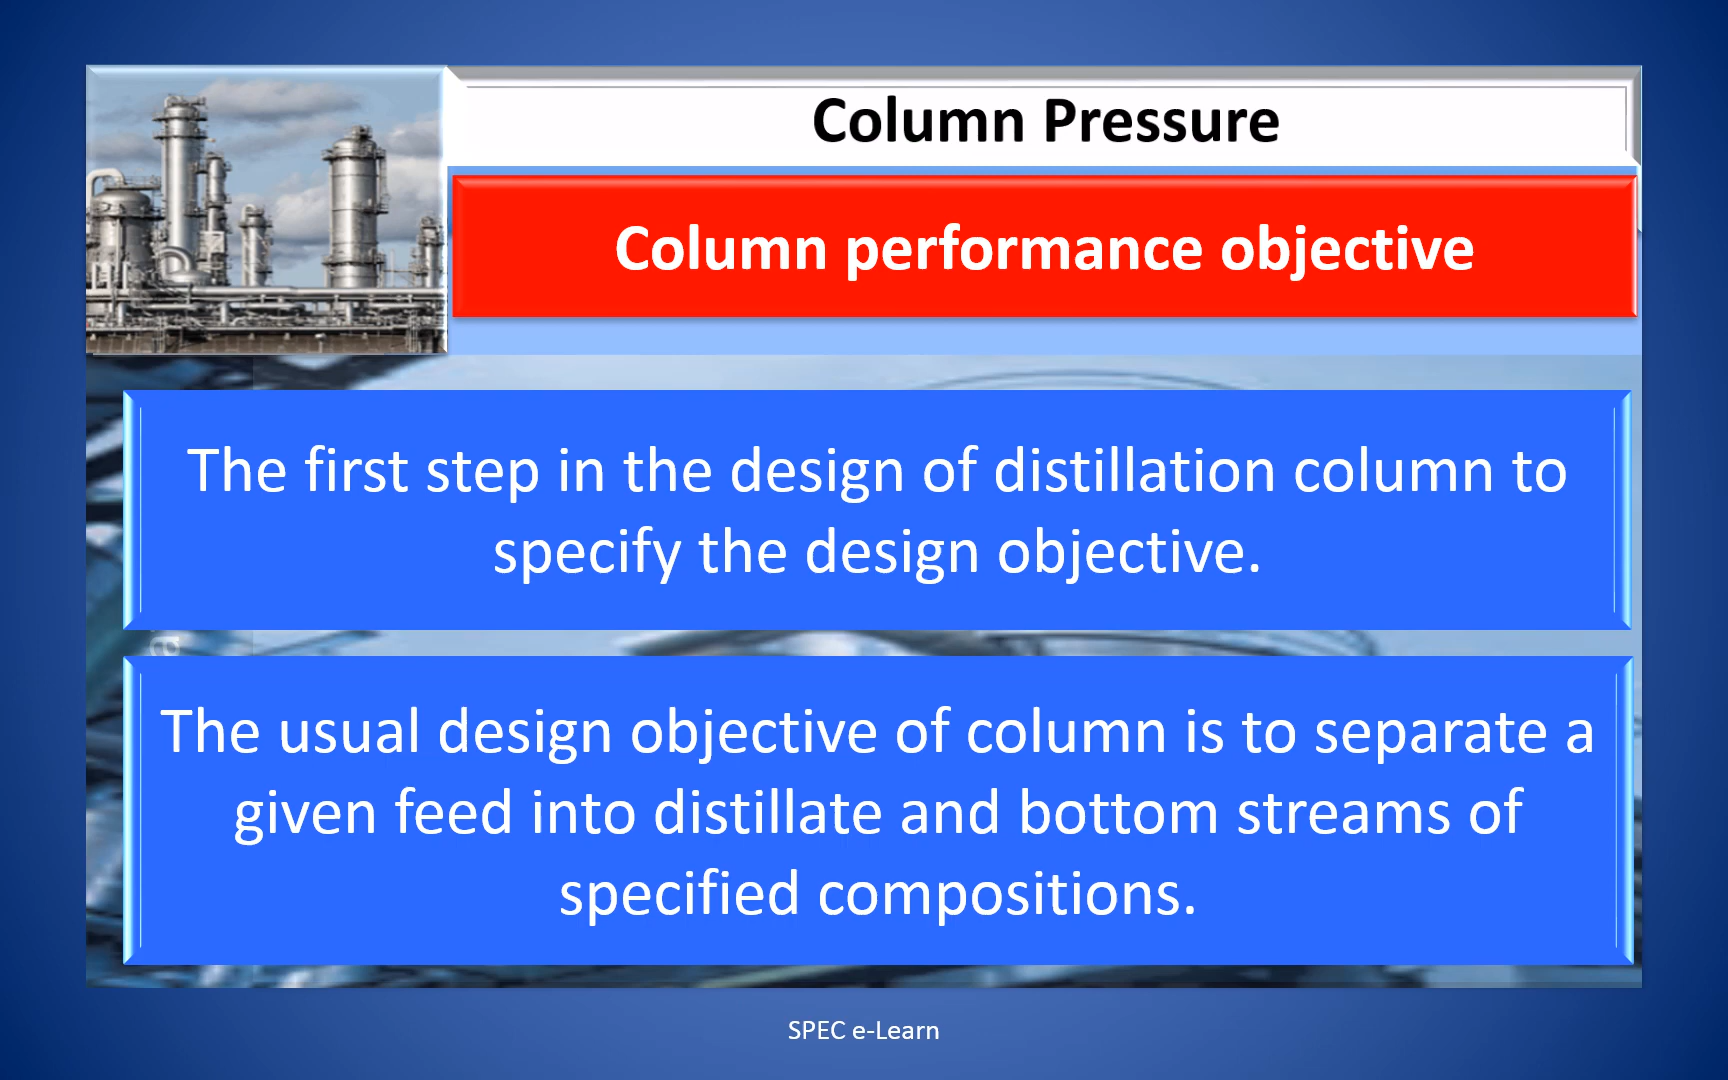 Column Pressure
Column performance objective
The first step in the design of distillation column to
specify the design objective.
The usual design objective of column is to separate a
given feed into distillate and bottom streams of
specified compositions.
SPEC e-Learn